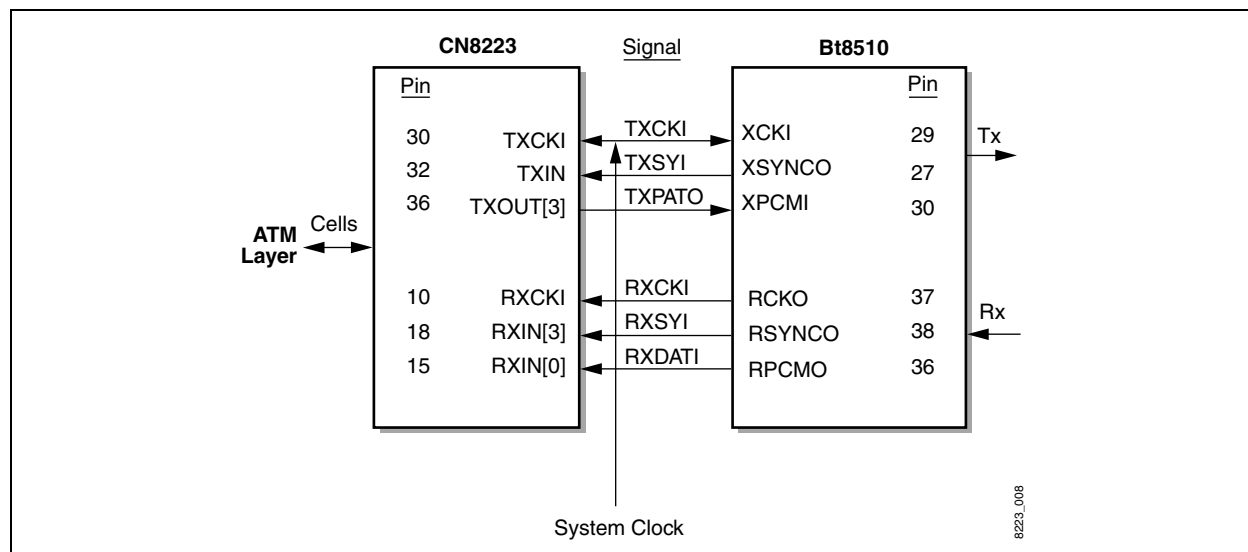 CN8223 Signal Bt8510
Pin Pin
30 TXCKI TXCKI XCKI 29 Tx
32 TXIN TXSYI XSYNCO 27
36 TXOUT[3] TXPATO XPCMI 30
ATM Layer Cells
10 RXCKI RXCKI RCKO 37 Rx
18 RXIN[3] RXSYI RSYNCO 38
15 RXIN[0] RXDATI RPCMO 36
System Clock
8223_008